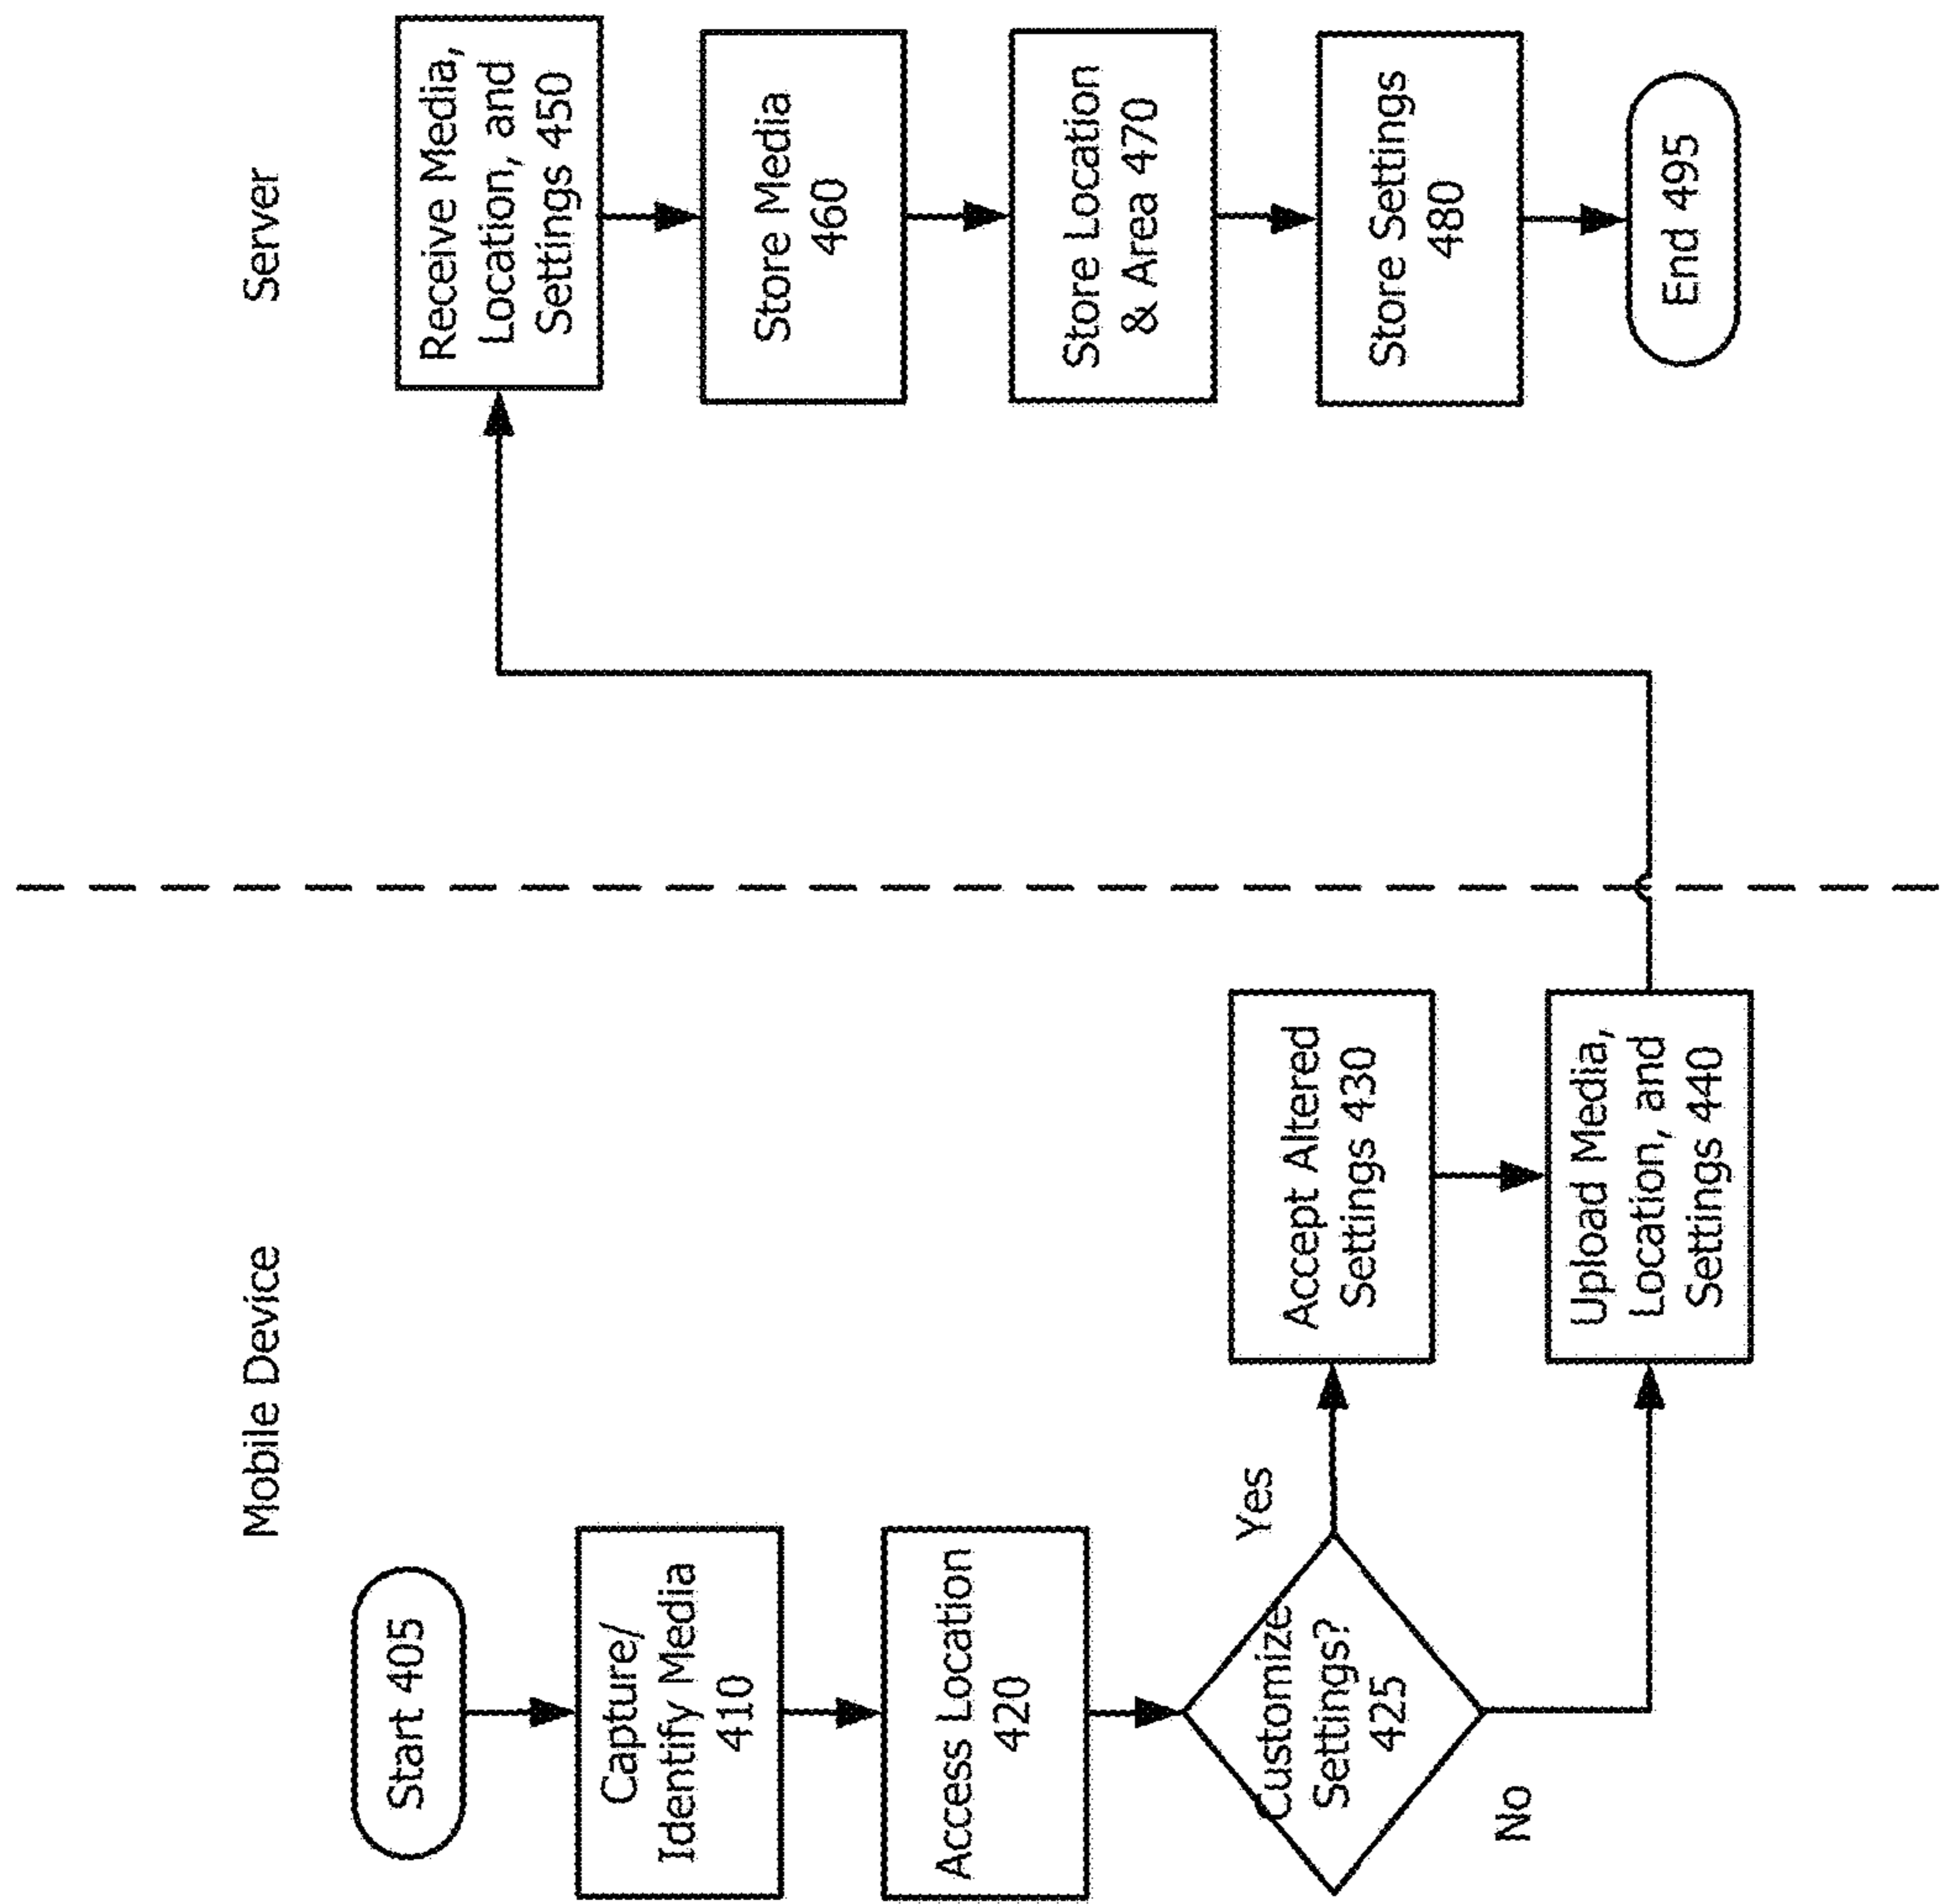 Mobile Device
Start 405
Capture/
Identify Media
410
Access Location
420
Customize
Settings?
425
Yes
No
Accept Altered
Settings 430
Upload Media,
Location, and
Settings 440
Server
Receive Media,
Location, and
Settings 450
Store Media
460
Store Location
& Area 470
Store Settings
480
End 495